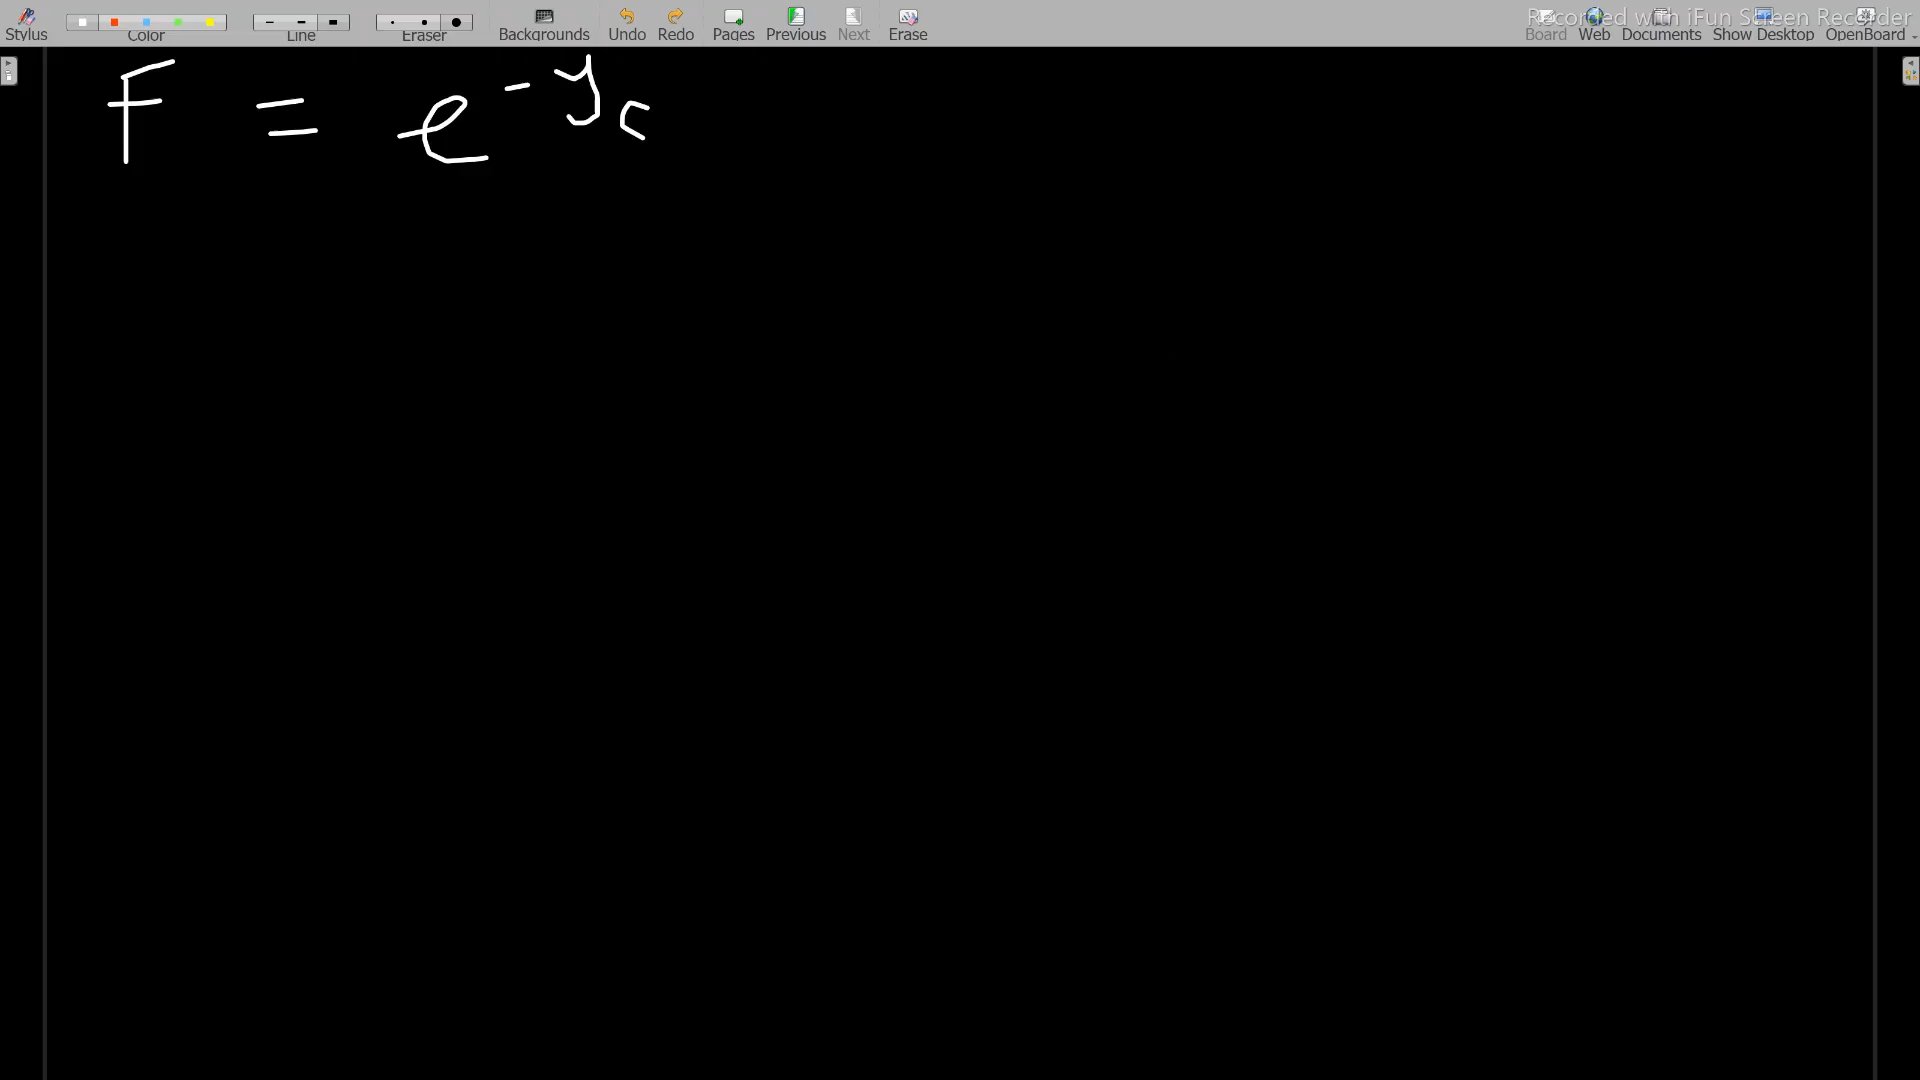 Recorded with iFun Screen Recorder
Stylus Color Line Eraser Backgrounds Undo Redo Pages Previous Next Erase Board Web Documents Show Desktop OpenBoard
F = e^{-y_c}